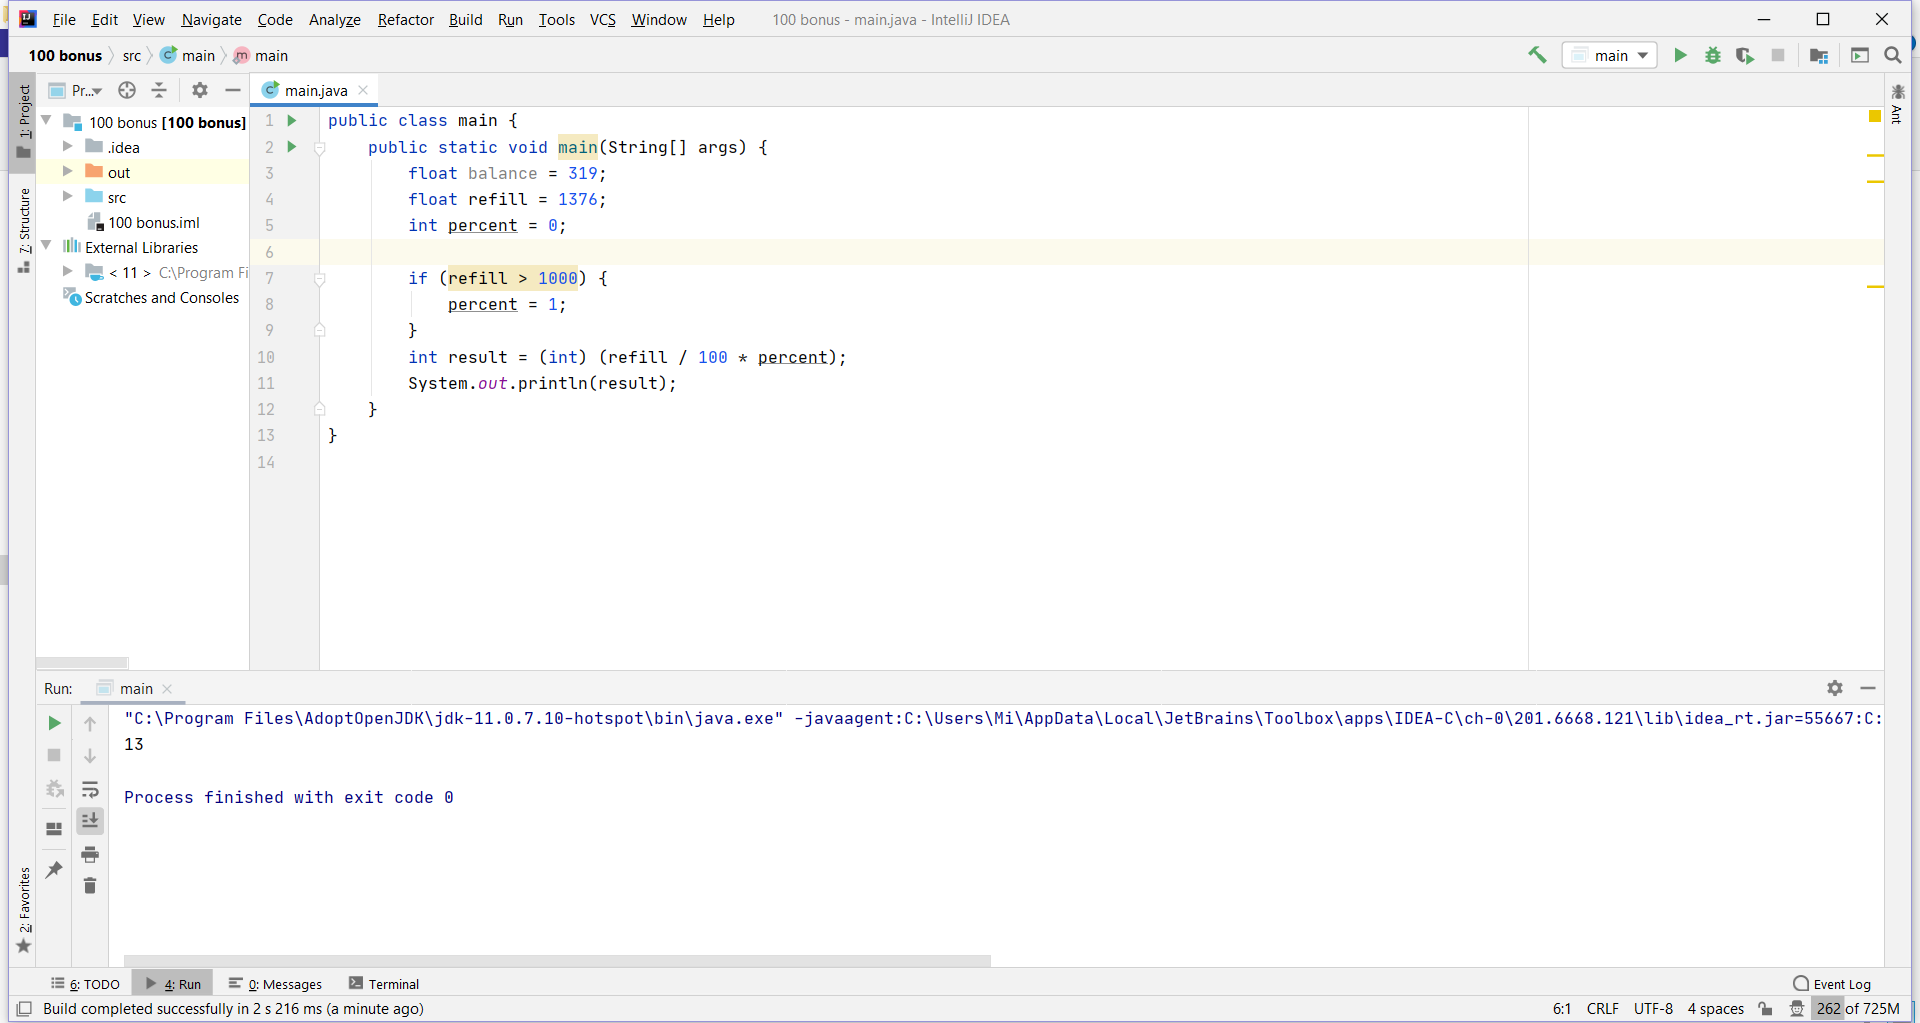 File Edit View Navigate Code Analyze Refactor Build Run Tools VCS Window Help 100 bonus - main.java - IntelliJ IDEA
100 bonus src main main
main
1: Project
Pr...
main.java
Ant
100 bonus [100 bonus]
.idea
out
src
100 bonus.iml
External Libraries
< 11 > C:\Program Fi
Scratches and Consoles
7: Structure
1 public class main {
2 public static void main(String[] args) {
3 float balance = 319;
4 float refill = 1376;
5 int percent = 0;
6
7 if (refill > 1000) {
8 percent = 1;
9 }
10 int result = (int) (refill / 100 * percent);
11 System.out.println(result);
12 }
13 }
14
Run: main
"C:\Program Files\AdoptOpenJDK\jdk-11.0.7.10-hotspot\bin\java.exe" -javaagent:C:\Users\Mi\AppData\Local\JetBrains\Toolbox\apps\IDEA-C\ch-0\201.6668.121\lib\idea_rt.jar=55667:C:
13
Process finished with exit code 0
2: Favorites
6: TODO 4: Run 0: Messages Terminal Event Log
Build completed successfully in 2 s 216 ms (a minute ago) 6:1 CRLF UTF-8 4 spaces 262 of 725M